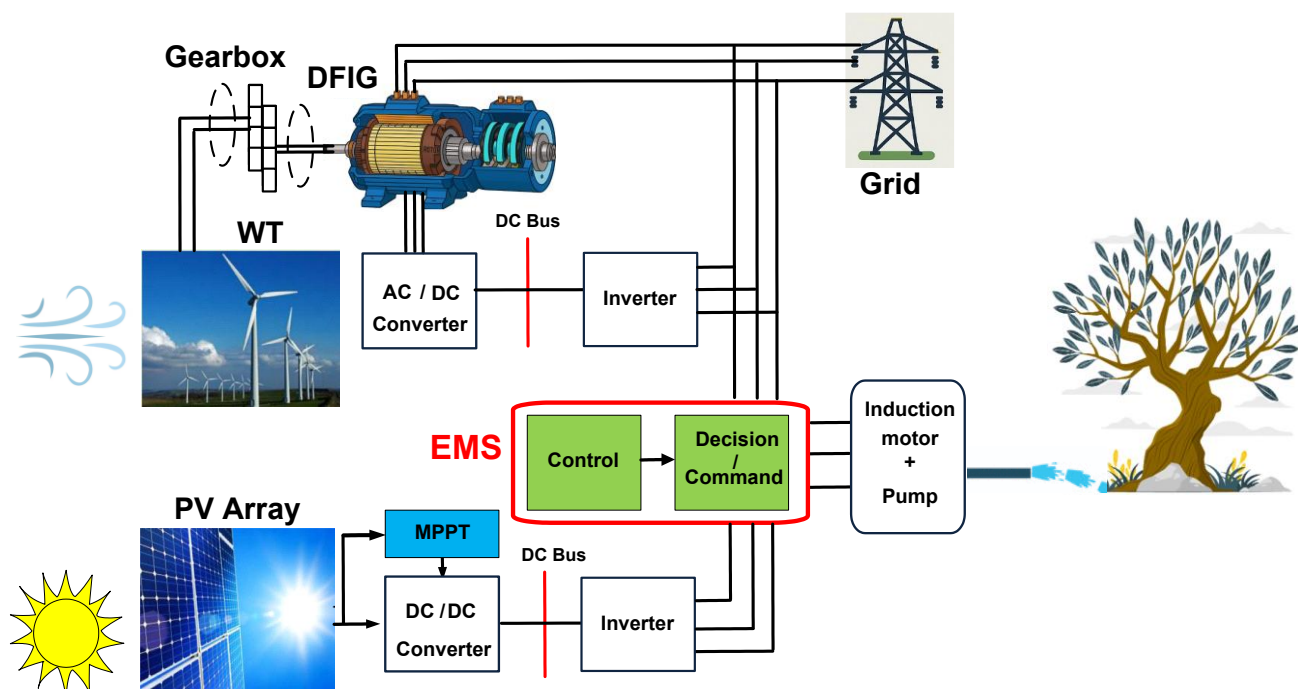 Gearbox
DFIG
Grid
WT
DC Bus
AC / DC
Converter
Inverter
EMS
Control
Decision
/
Command
Induction
motor
+
Pump
PV Array
MPPT
DC Bus
DC / DC
Converter
Inverter